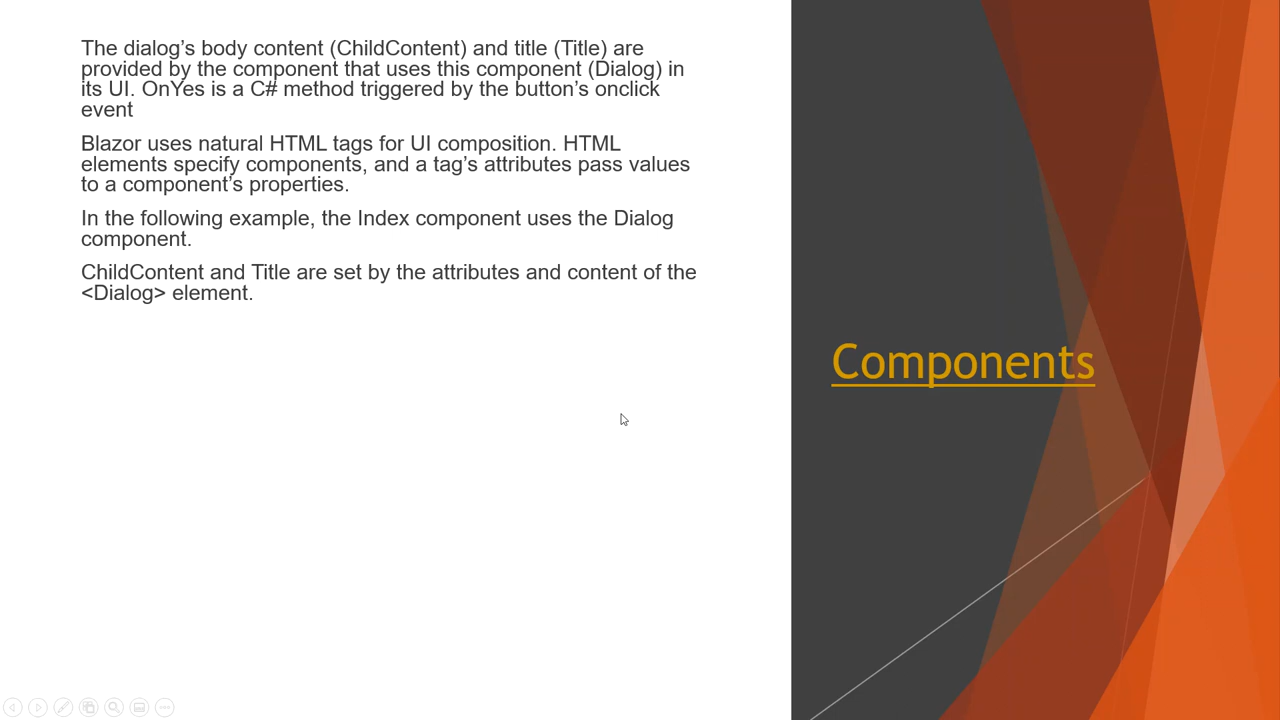 The dialog’s body content (ChildContent) and title (Title) are
provided by the component that uses this component (Dialog) in
its UI. OnYes is a C# method triggered by the button’s onclick
event
Blazor uses natural HTML tags for UI composition. HTML
elements specify components, and a tag’s attributes pass values
to a component’s properties.
In the following example, the Index component uses the Dialog
component.
ChildContent and Title are set by the attributes and content of the
<Dialog> element.
Components